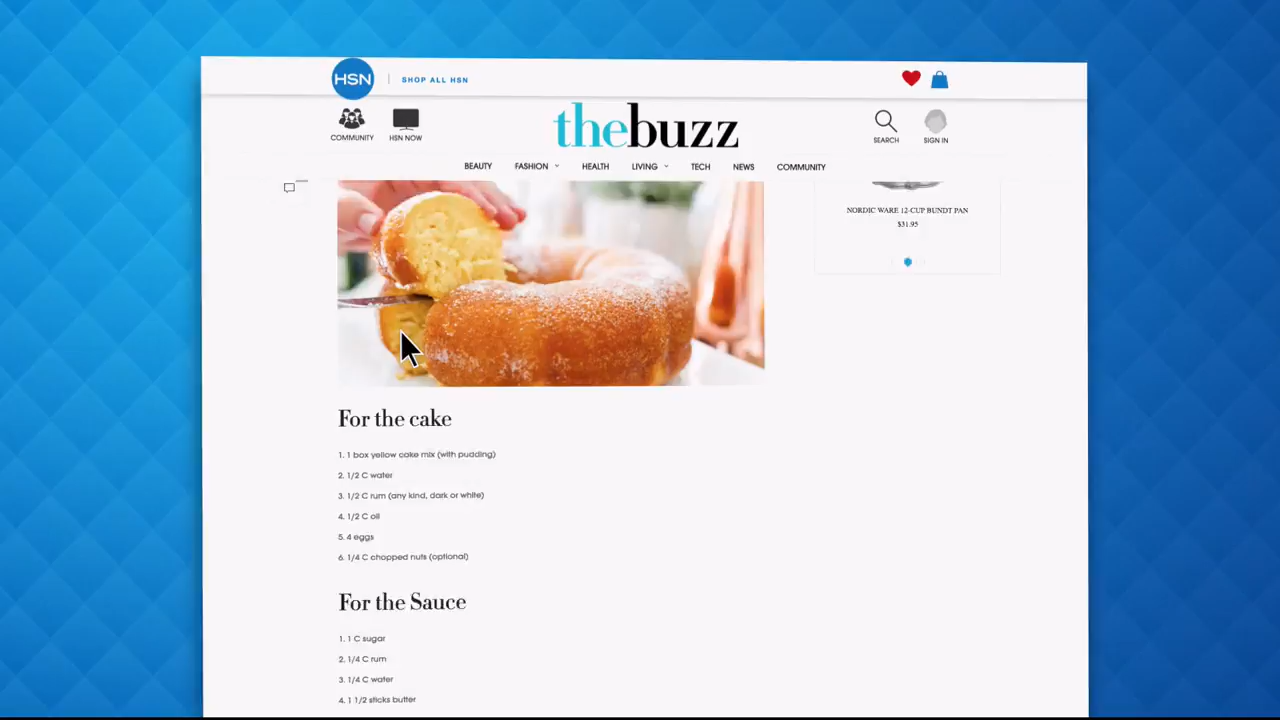 HSN
SHOP ALL HSN
COMMUNITY
HSN NOW
thebuzz
SEARCH
SIGN IN
BEAUTY FASHION HEALTH LIVING TECH NEWS COMMUNITY
NORDIC WARE 12-CUP BUNDT PAN
$31.95
For the cake
1. 1 box yellow cake mix (with pudding)
2. 1/2 C water
3. 1/2 C rum (any kind, dark or white)
4. 1/2 C oil
5. 4 eggs
6. 1/4 C chopped nuts (optional)
For the Sauce
1. 1 C sugar
2. 1/4 C rum
3. 1/4 C water
4. 1 1/2 sticks butter